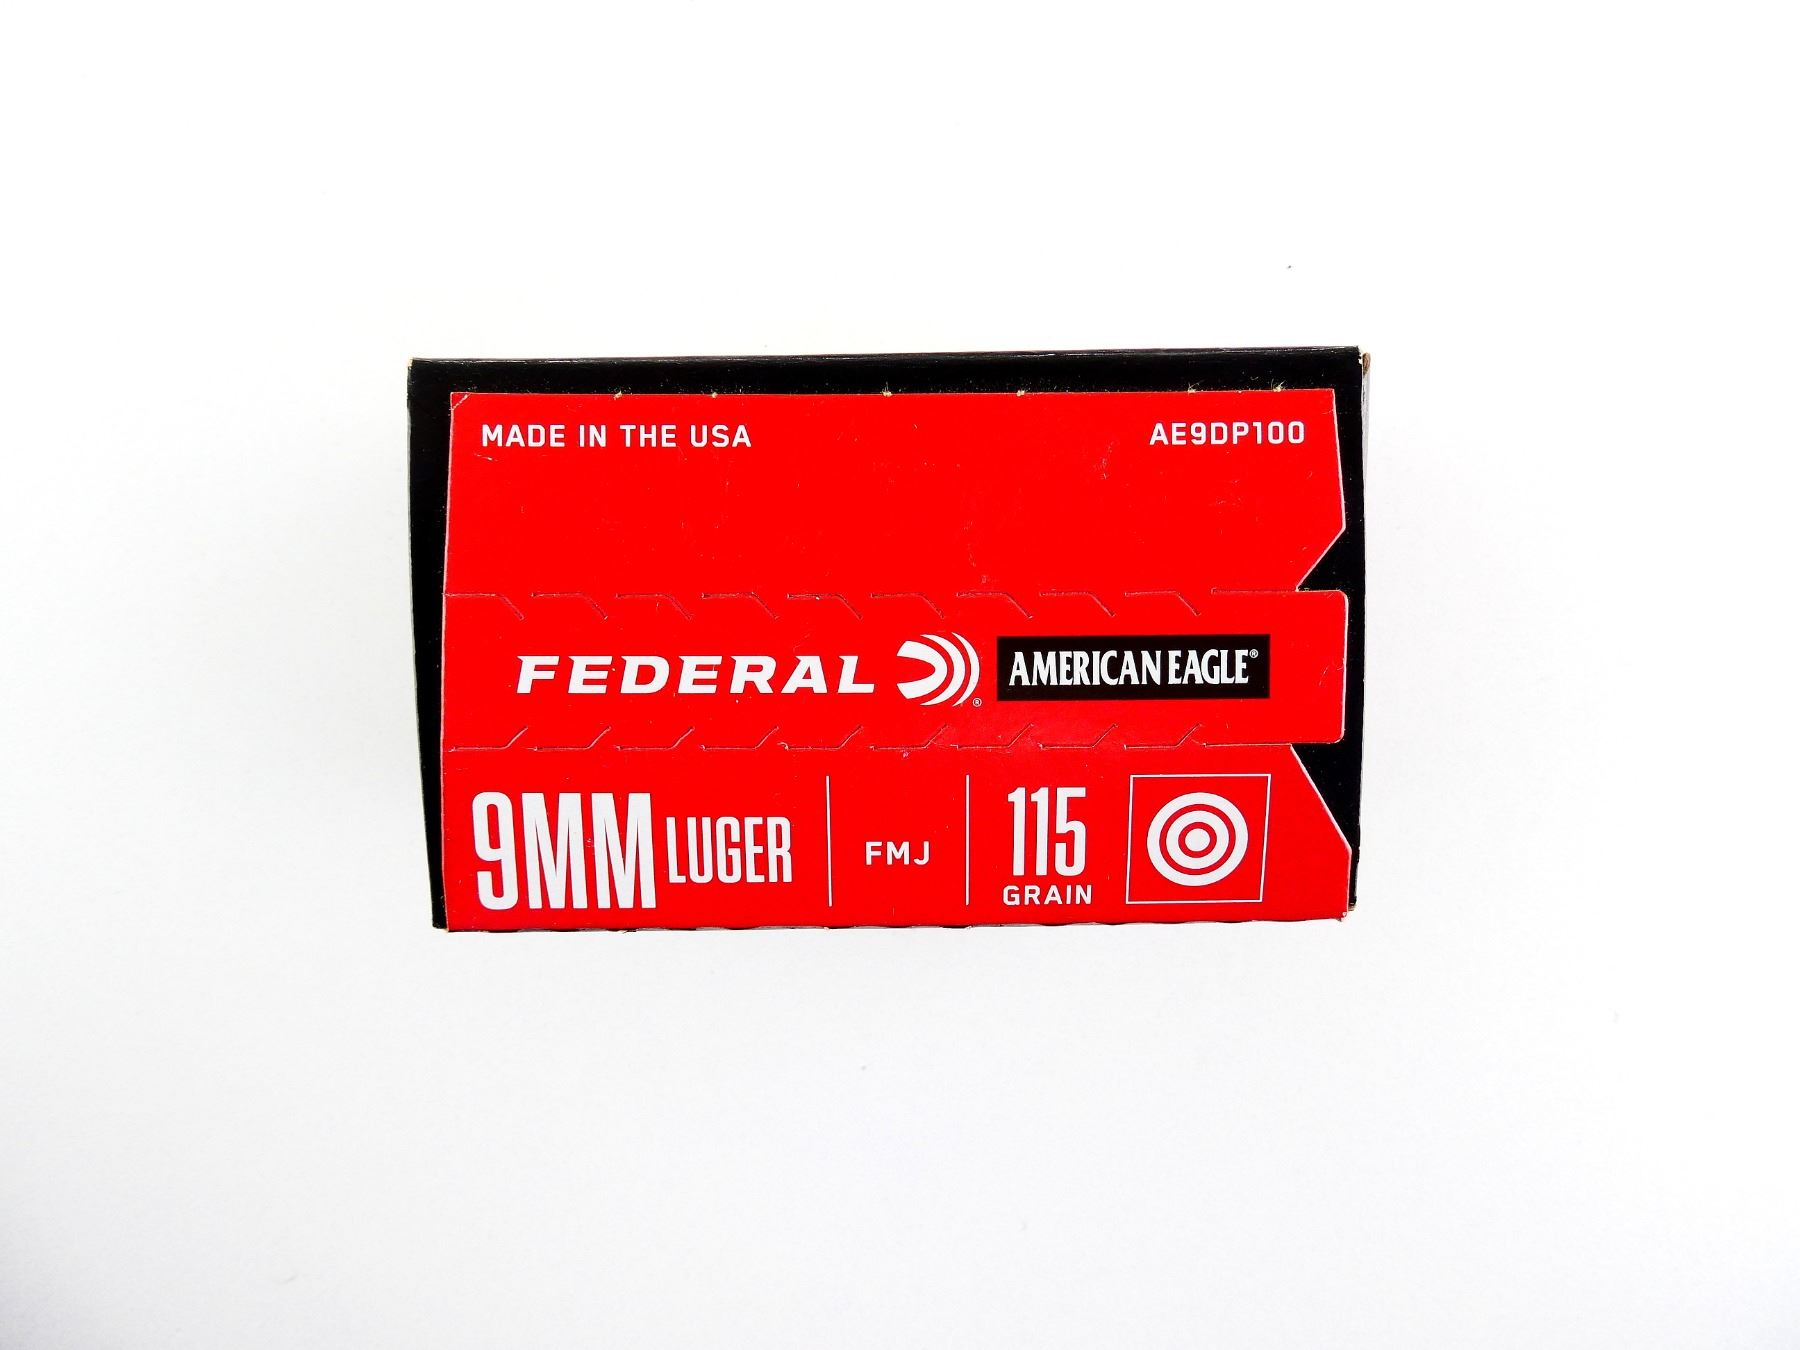 MADE IN THE USA AE9DP100
FEDERAL ® AMERICAN EAGLE®
9MM LUGER FMJ 115 GRAIN